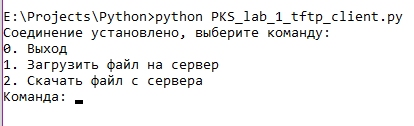 E:\Projects\Python>python PKS_lab_1_tftp_client.py
Соединение установлено, выберите команду:
0. Выход
1. Загрузить файл на сервер
2. Скачать файл с сервера
Команда: